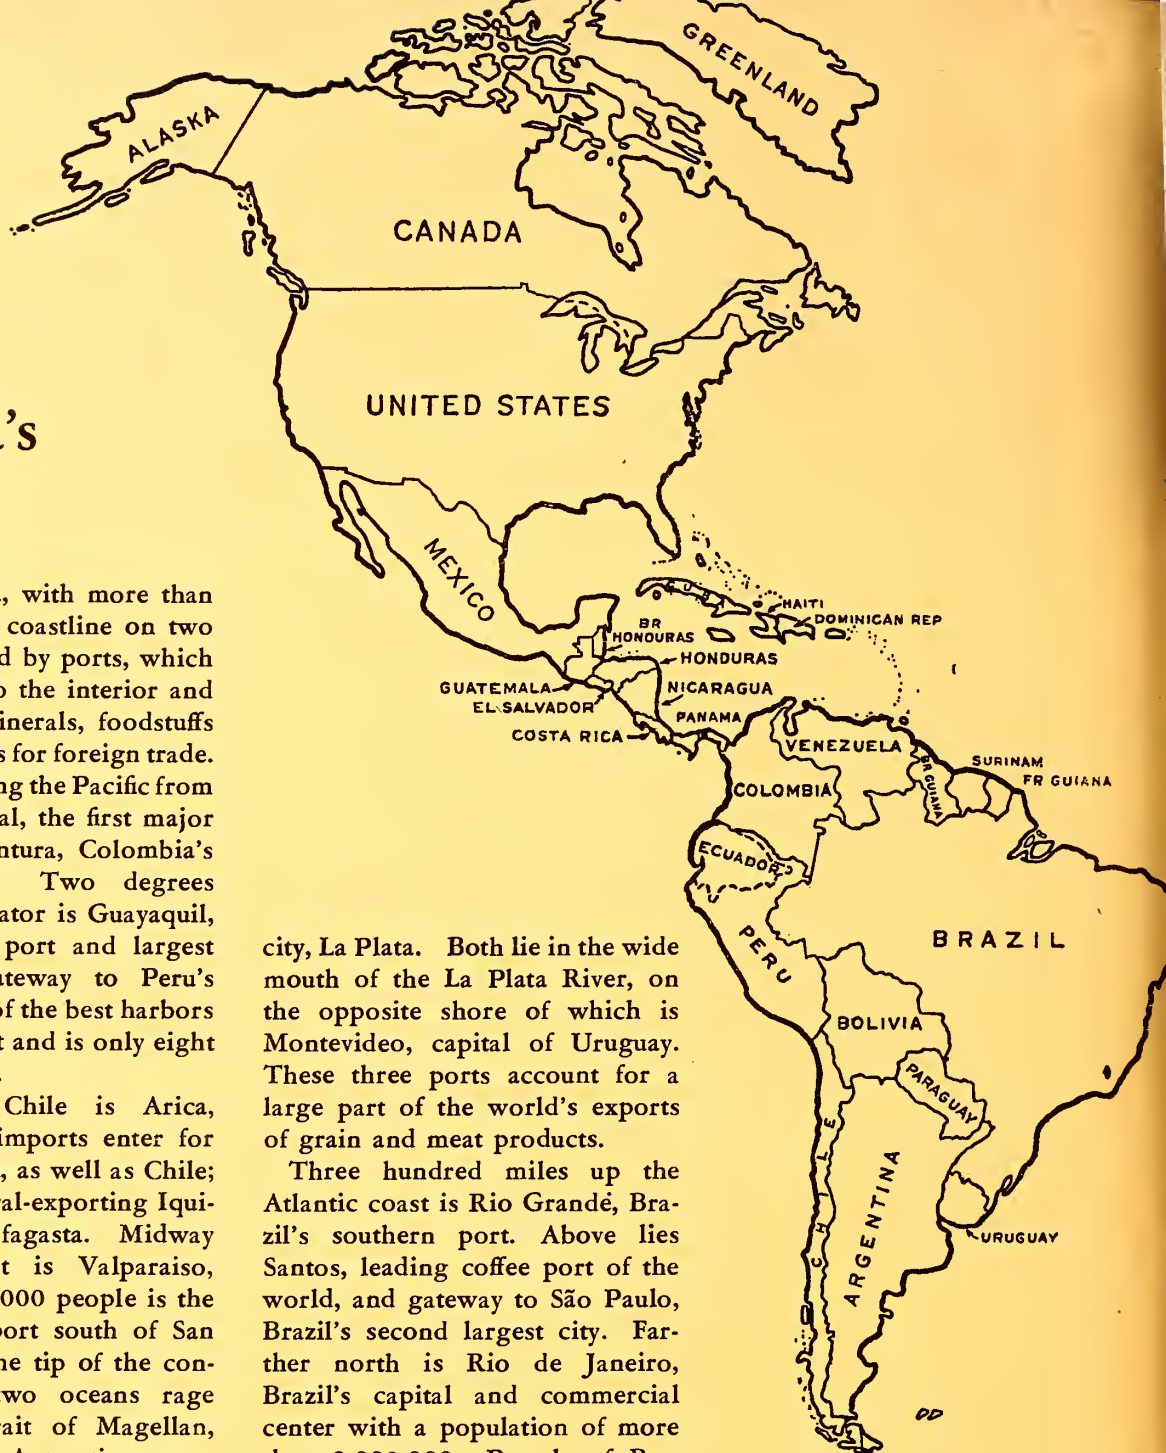 GREENLAND
ALASKA
CANADA
UNITED STATES
MEXICO
CUBA
HAITI
DOMINICAN REP
BR
HONOURAS
HONDURAS
GUATEMALA
NICARAGUA
EL SALVADOR
PANAMA
COSTA RICA
VENEZUELA
SURINAM
FR GUIANA
BR GUIANA
COLOMBIA
ECUADOR
BRAZIL
PERU
BOLIVIA
PARAGUAY
CHILE
ARGENTINA
URUGUAY
's
, with more than
coastline on two
d by ports, which
o the interior and
inerals, foodstuffs
s for foreign trade.
ng the Pacific from
al, the first major
ntura, Colombia's
Two degrees
ator is Guayaquil,
port and largest
ateway to Peru's
of the best harbors
t and is only eight
.
Chile is Arica,
imports enter for
, as well as Chile;
ral-exporting Iqui-
fagasta. Midway
t is Valparaiso,
000 people is the
port south of San
ne tip of the con-
two oceans rage
rait of Magellan,
city, La Plata. Both lie in the wide
mouth of the La Plata River, on
the opposite shore of which is
Montevideo, capital of Uruguay.
These three ports account for a
large part of the world's exports
of grain and meat products.
Three hundred miles up the
Atlantic coast is Rio Grandé, Bra-
zil's southern port. Above lies
Santos, leading coffee port of the
world, and gateway to São Paulo,
Brazil's second largest city. Far-
ther north is Rio de Janeiro,
Brazil's capital and commercial
center with a population of more